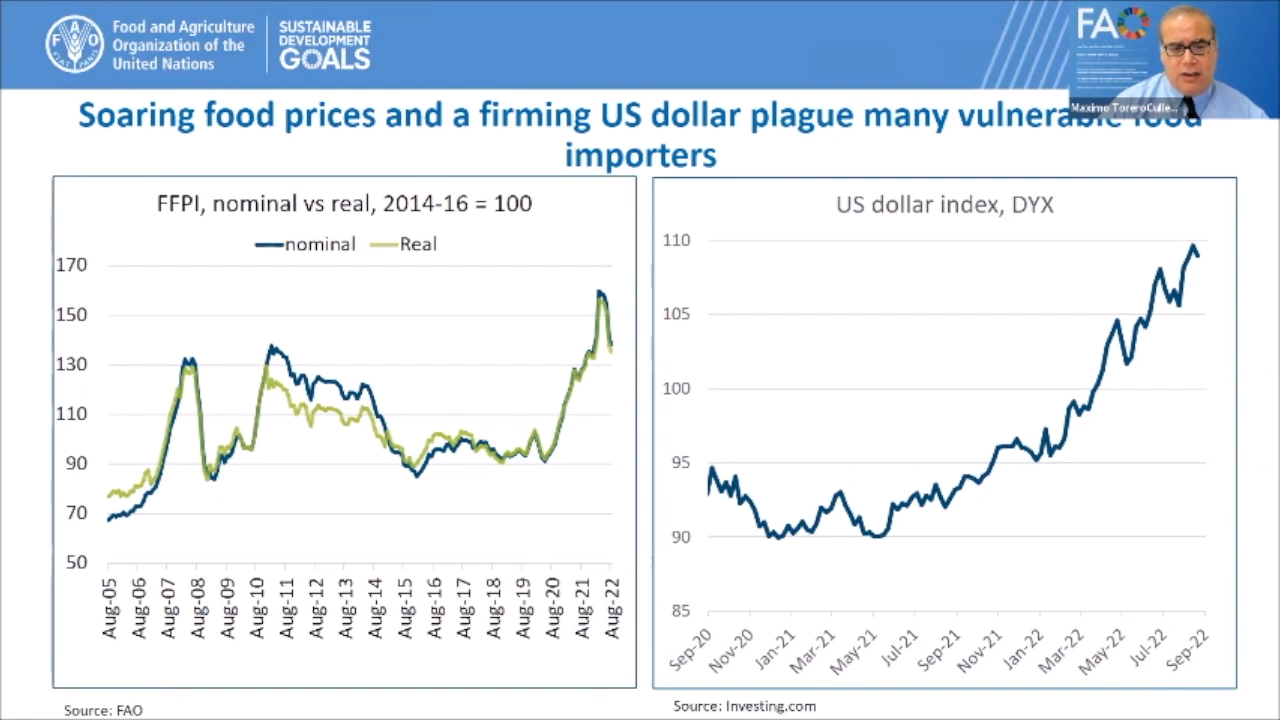 Food and Agriculture
Organization of the
United Nations
SUSTAINABLE
DEVELOPMENT
GOALS
FAO
Maximo ToreroCulle...
Soaring food prices and a firming US dollar plague many vulnerable food
importers
FFPI, nominal vs real, 2014-16 = 100
nominal
Real
170
150
130
110
90
70
50
Aug-05
Aug-06
Aug-07
Aug-08
Aug-09
Aug-10
Aug-11
Aug-12
Aug-13
Aug-14
Aug-15
Aug-16
Aug-17
Aug-18
Aug-19
Aug-20
Aug-21
Aug-22
Source: FAO
US dollar index, DYX
110
105
100
95
90
85
Sep-20
Nov-20
Jan-21
Mar-21
May-21
Jul-21
Sep-21
Nov-21
Jan-22
Mar-22
May-22
Jul-22
Sep-22
Source: Investing.com